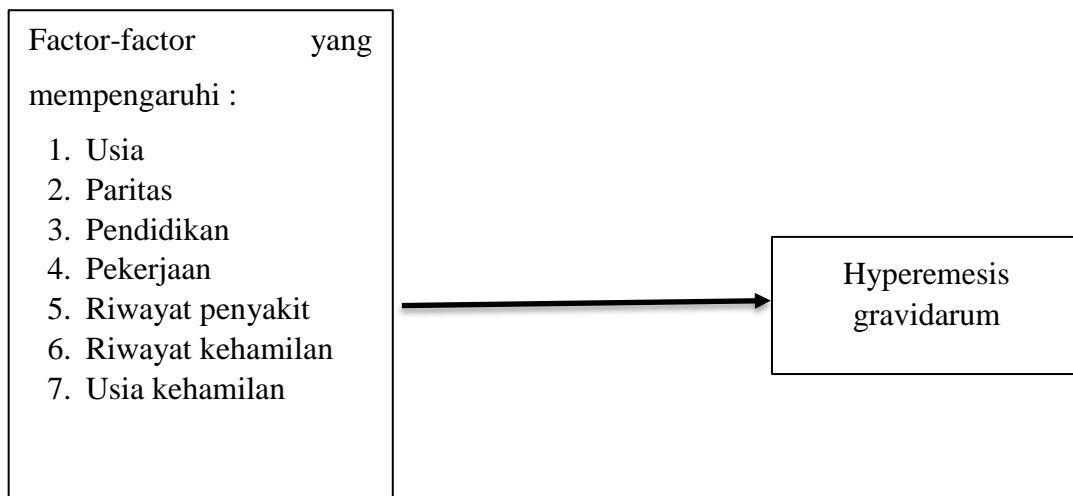 Factor-factor yang
mempengaruhi :
1. Usia
2. Paritas
3. Pendidikan
4. Pekerjaan
5. Riwayat penyakit
6. Riwayat kehamilan
7. Usia kehamilan
Hyperemesis
gravidarum